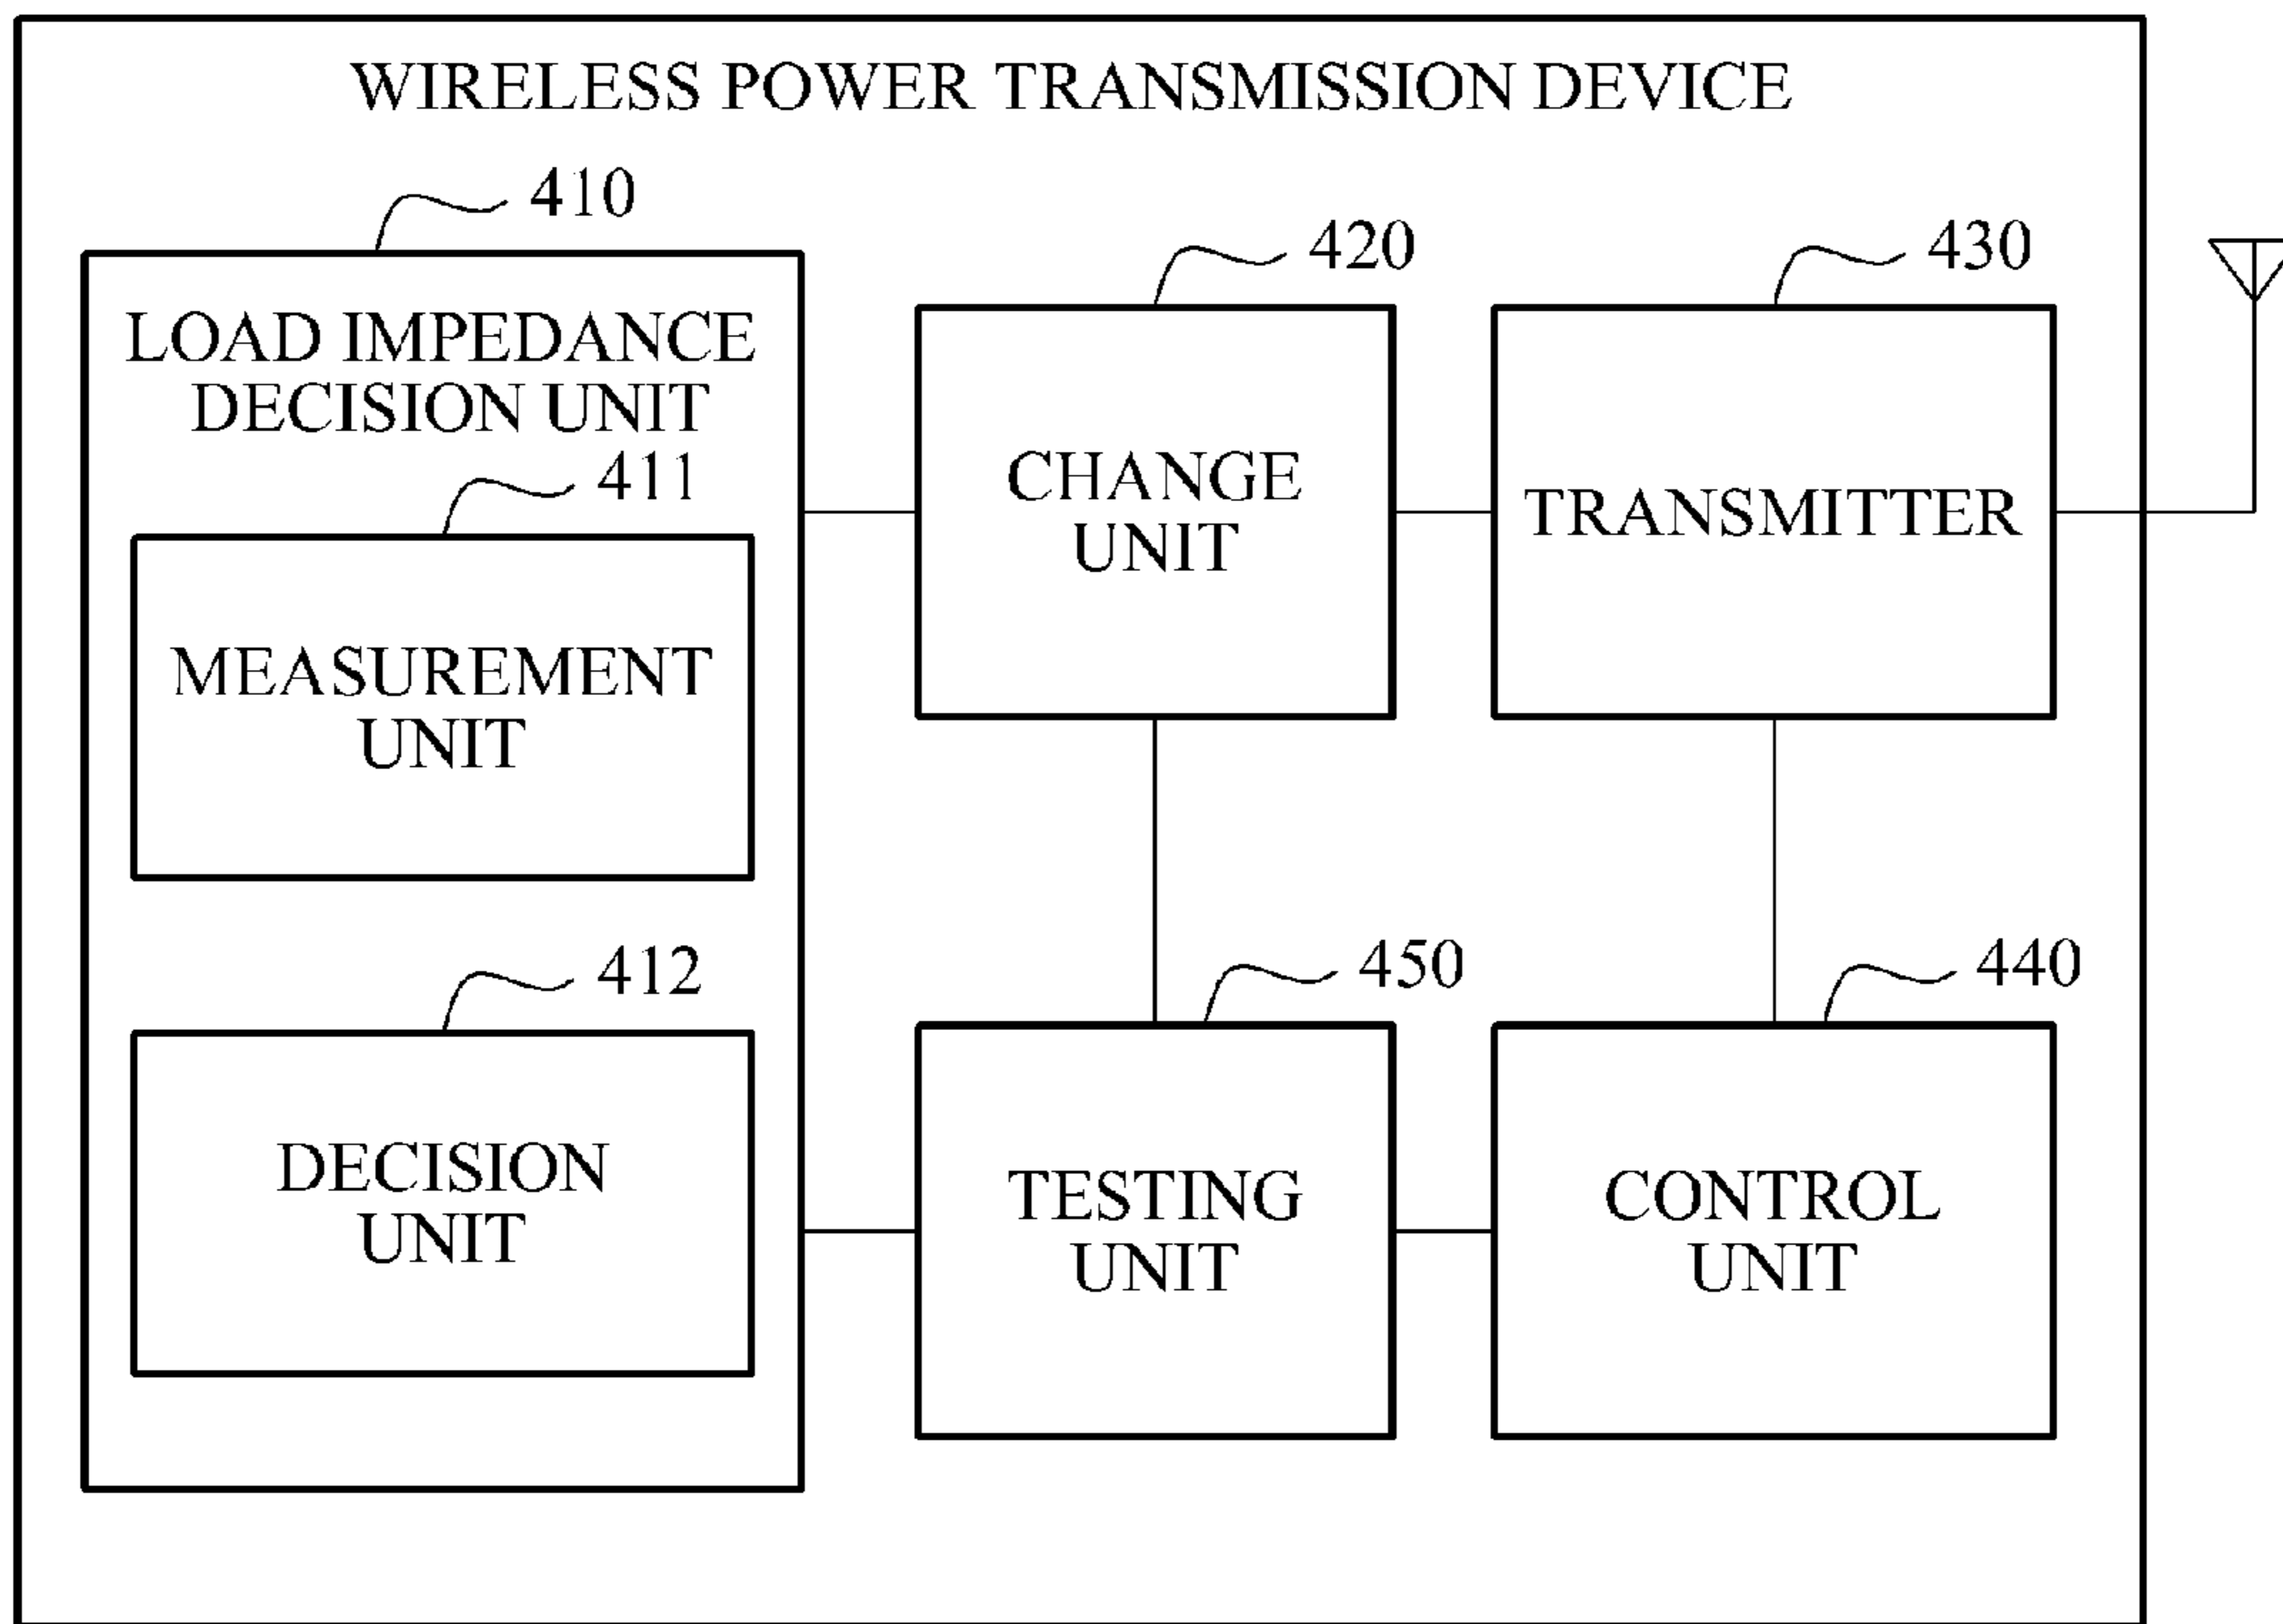 WIRELESS POWER TRANSMISSION DEVICE
410
LOAD IMPEDANCE
DECISION UNIT
411
MEASUREMENT
UNIT
412
DECISION
UNIT
420
CHANGE
UNIT
430
TRANSMITTER
450
TESTING
UNIT
440
CONTROL
UNIT